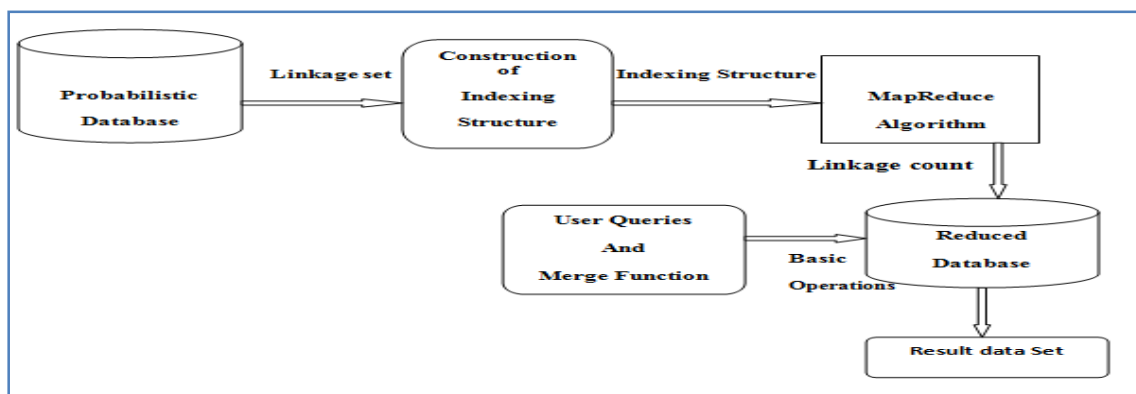 Probabilistic
Database
Linkage set
Construction
of
Indexing
Structure
Indexing Structure
MapReduce
Algorithm
Linkage count
User Queries
And
Merge Function
Basic
Operations
Reduced
Database
Result data Set